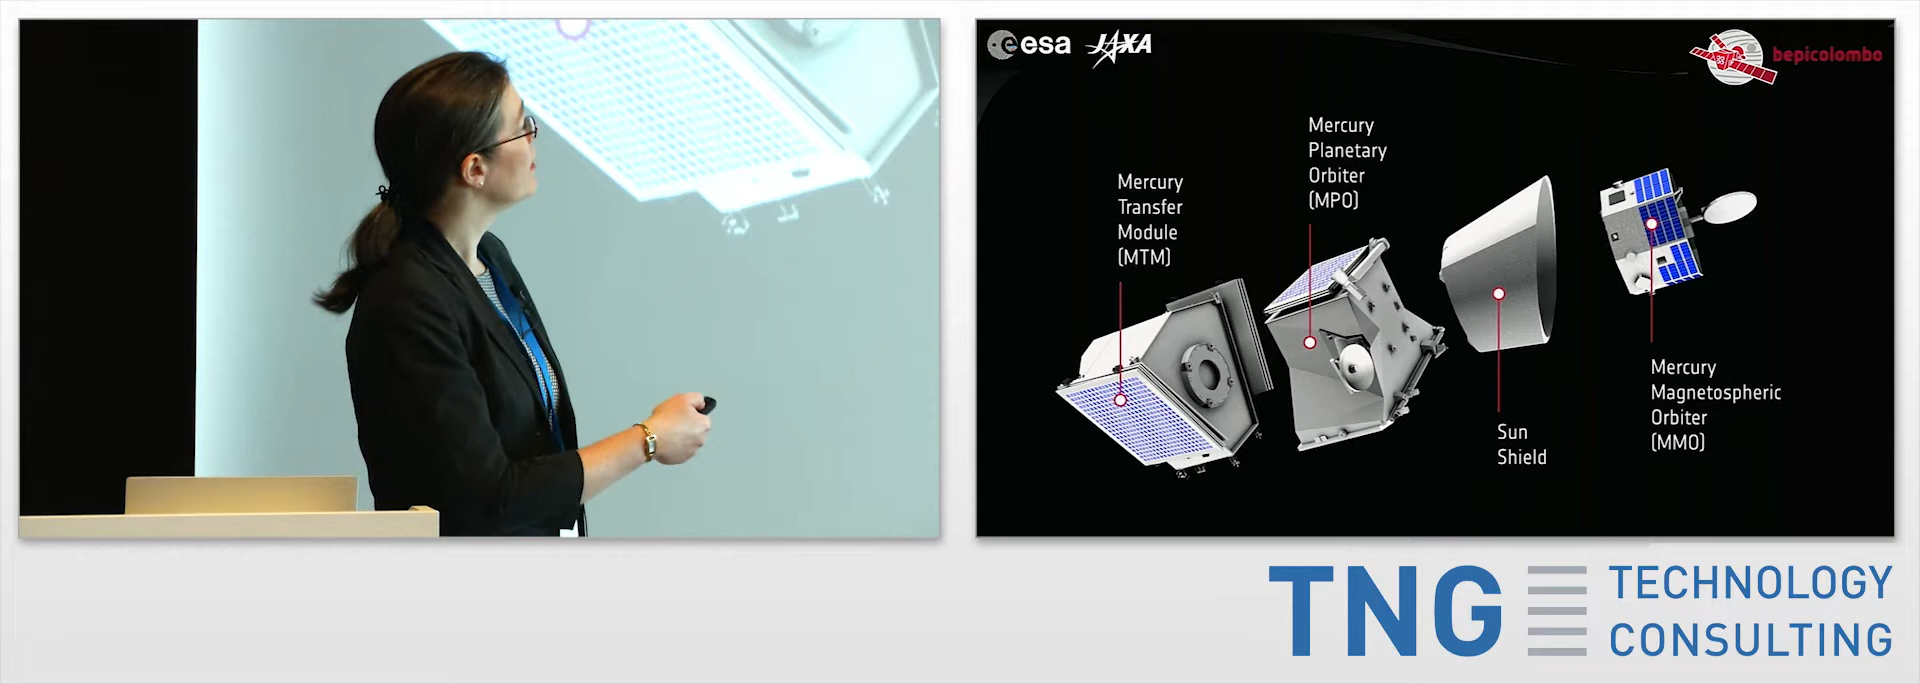 esa JAXA
bepicolombo
Mercury
Planetary
Orbiter
(MPO)
Mercury
Transfer
Module
(MTM)
Sun
Shield
Mercury
Magnetospheric
Orbiter
(MMO)
TNG TECHNOLOGY
CONSULTING